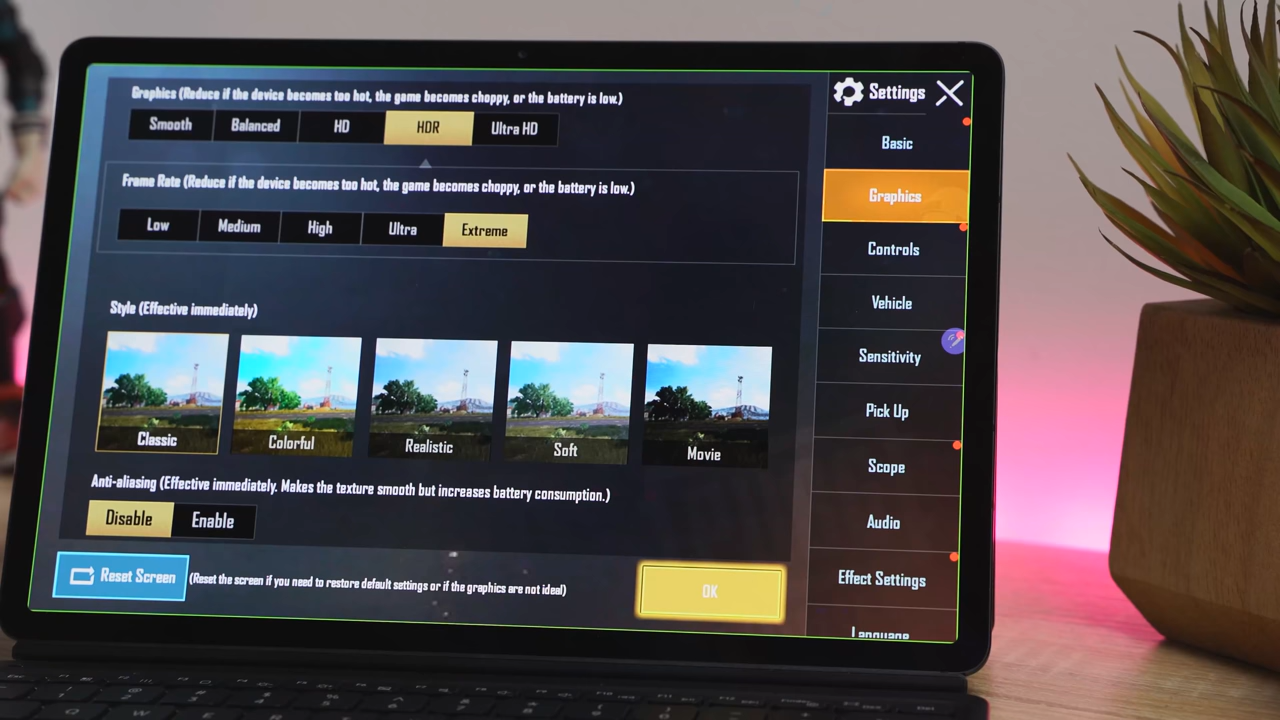 Graphics (Reduce if the device becomes too hot, the game becomes choppy, or the battery is low.)
Smooth Balanced HD HDR Ultra HD
Frame Rate (Reduce if the device becomes too hot, the game becomes choppy, or the battery is low.)
Low Medium High Ultra Extreme
Style (Effective immediately)
Classic Colorful Realistic Soft Movie
Anti-aliasing (Effective immediately. Makes the texture smooth but increases battery consumption.)
Disable Enable
Reset Screen (Reset the screen if you need to restore default settings or if the graphics are not ideal)
OK
Settings
Basic
Graphics
Controls
Vehicle
Sensitivity
Pick Up
Scope
Audio
Effect Settings
Language